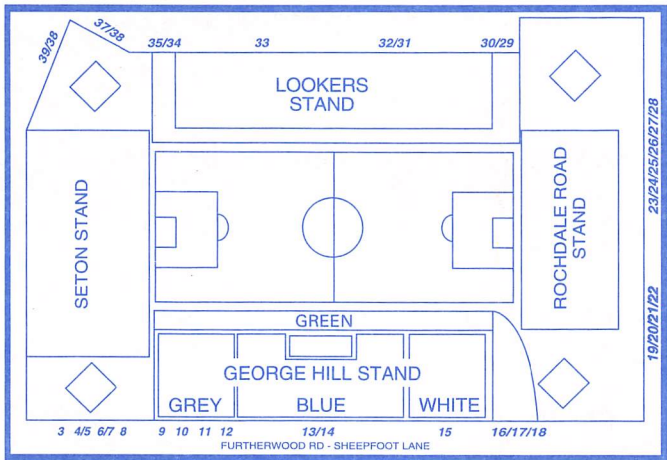 37/38
39/38
35/34
33
32/31
30/29
LOOKERS
STAND
23/24/25/26/27/28
SETON STAND
ROCHDALE ROAD
STAND
19/20/21/22
GREEN
GEORGE HILL STAND
GREY
BLUE
WHITE
3
4/5
6/7
8
9
10
11
12
13/14
15
16/17/18
FURTHERWOOD RD - SHEEPFOOT LANE